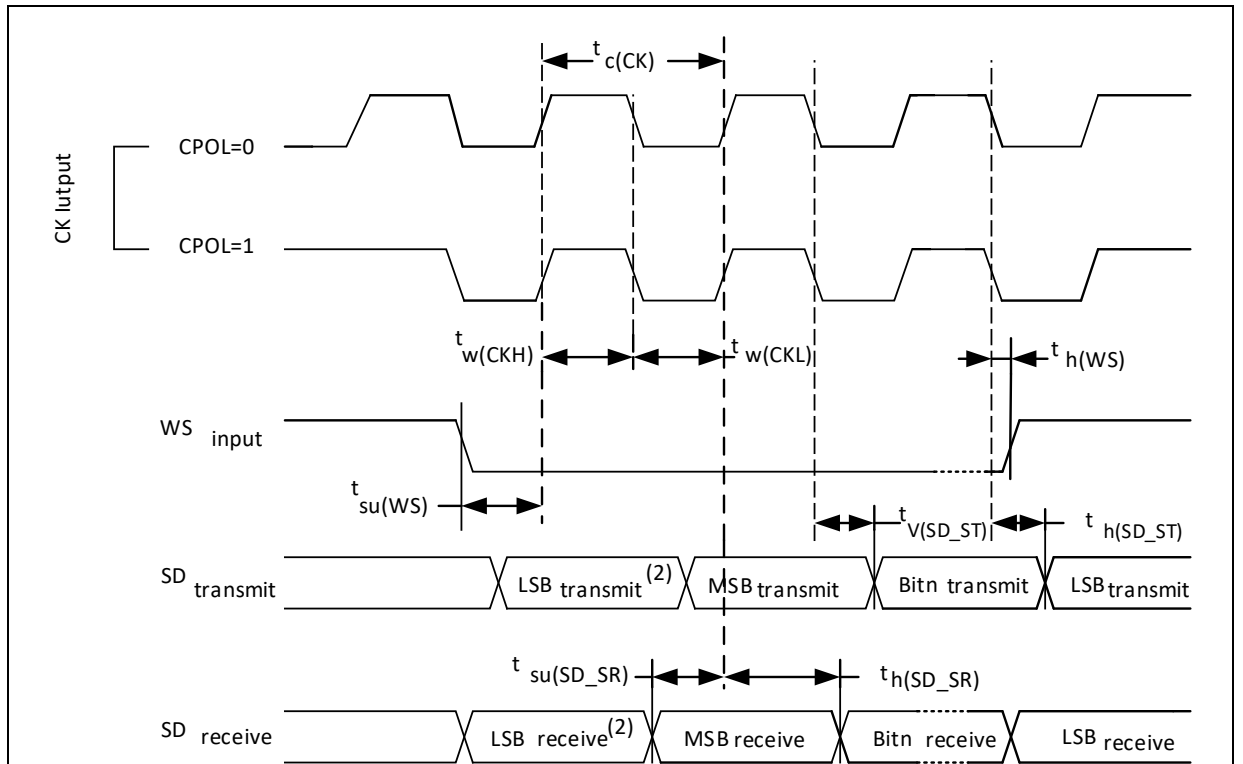 t c(CK)
CPOL=0
CK Iutput
CPOL=1
t w(CKH)
t w(CKL)
t h(WS)
WS input
t su(WS)
t V(SD_ST)
t h(SD_ST)
SD transmit
LSB transmit(2)
MSB transmit
Bitn transmit
LSB transmit
t su(SD_SR)
t h(SD_SR)
SD receive
LSB receive(2)
MSB receive
Bitn receive
LSB receive